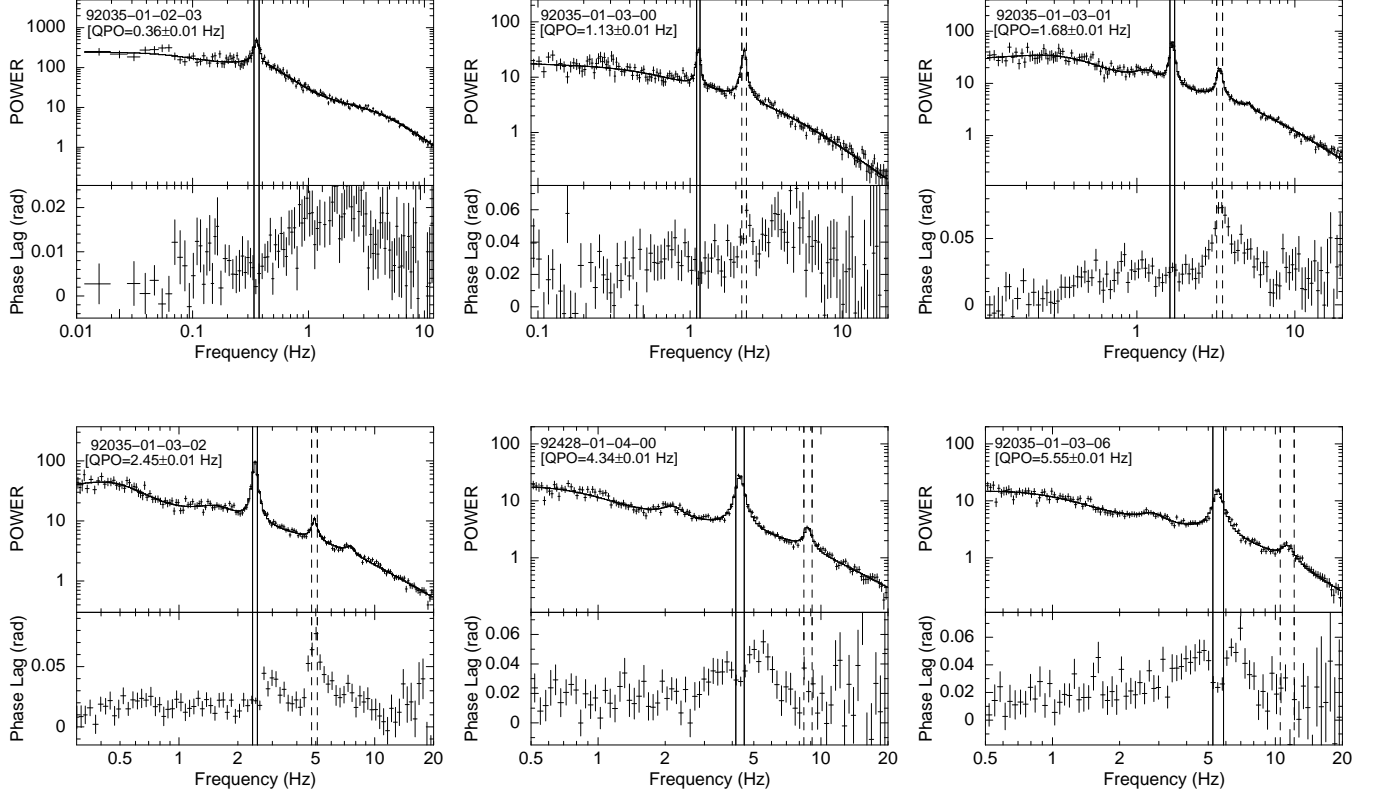 92035−01−02−03
[QPO=0.36±0.01 Hz]
1000
100
10
1
POWER
0.02
0.01
0
Phase Lag (rad)
0.01
0.1
1
10
Frequency (Hz)
92035−01−03−00
[QPO=1.13±0.01 Hz]
100
10
1
POWER
0.06
0.04
0.02
0
Phase Lag (rad)
0.1
1
10
Frequency (Hz)
92035−01−03−01
[QPO=1.68±0.01 Hz]
100
10
1
POWER
0.05
0
Phase Lag (rad)
1
10
Frequency (Hz)
92035−01−03−02
[QPO=2.45±0.01 Hz]
100
10
1
POWER
0.05
0
Phase Lag (rad)
0.5
1
2
5
10
20
Frequency (Hz)
92428−01−04−00
[QPO=4.34±0.01 Hz]
100
10
1
POWER
0.06
0.04
0.02
0
Phase Lag (rad)
0.5
1
2
5
10
20
Frequency (Hz)
92035−01−03−06
[QPO=5.55±0.01 Hz]
100
10
1
POWER
0.06
0.04
0.02
0
Phase Lag (rad)
0.5
1
2
5
10
20
Frequency (Hz)